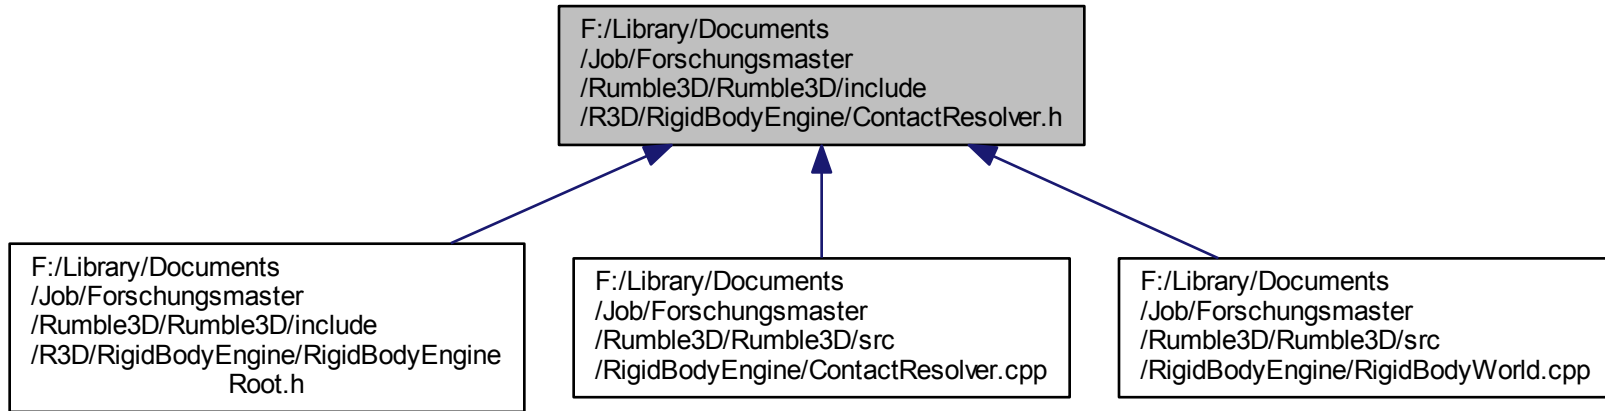 F:/Library/Documents
/Job/Forschungsmaster
/Rumble3D/Rumble3D/include
/R3D/RigidBodyEngine/ContactResolver.h
F:/Library/Documents
/Job/Forschungsmaster
/Rumble3D/Rumble3D/include
/R3D/RigidBodyEngine/RigidBodyEngine
Root.h
F:/Library/Documents
/Job/Forschungsmaster
/Rumble3D/Rumble3D/src
/RigidBodyEngine/ContactResolver.cpp
F:/Library/Documents
/Job/Forschungsmaster
/Rumble3D/Rumble3D/src
/RigidBodyEngine/RigidBodyWorld.cpp